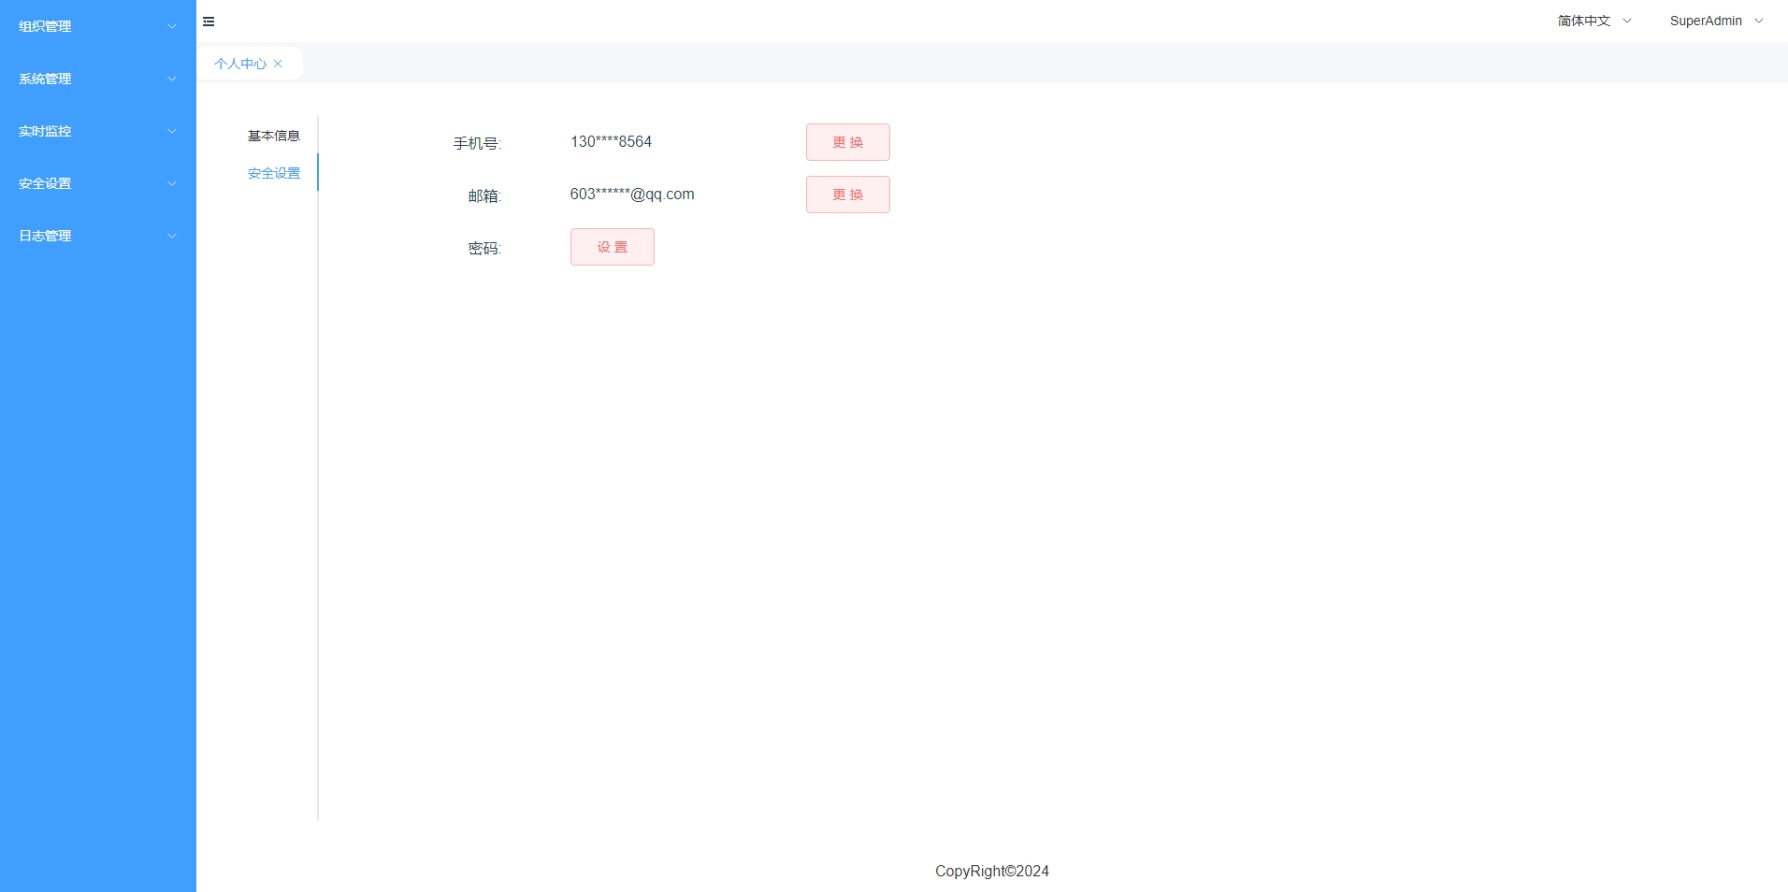 组织管理
系统管理
实时监控
安全设置
日志管理
简体中文
SuperAdmin
个人中心
基本信息
安全设置
手机号: 130****8564 更 换
邮箱: 603******@qq.com 更 换
密码: 设 置
CopyRight©2024